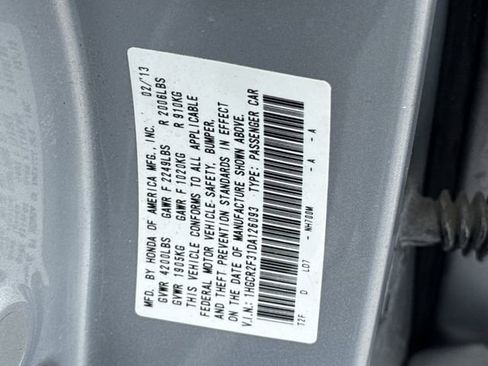 MFD. BY HONDA OF AMERICA MFG., INC. 02/13
GVWR 4200LBS GAWR F 2249LBS R 2006LBS
GVWR 1905KG GAWR F 1020KG R 910KG
THIS VEHICLE CONFORMS TO ALL APPLICABLE
FEDERAL MOTOR VEHICLE-SAFETY, BUMPER,
AND THEFT PREVENTION STANDARDS IN EFFECT
ON THE DATE OF MANUFACTURE SHOWN ABOVE.
V.I.N.: 1HGCR2F31DA126093 TYPE: PASSENGER CAR
T2F D LD7 - NH700M - A - A